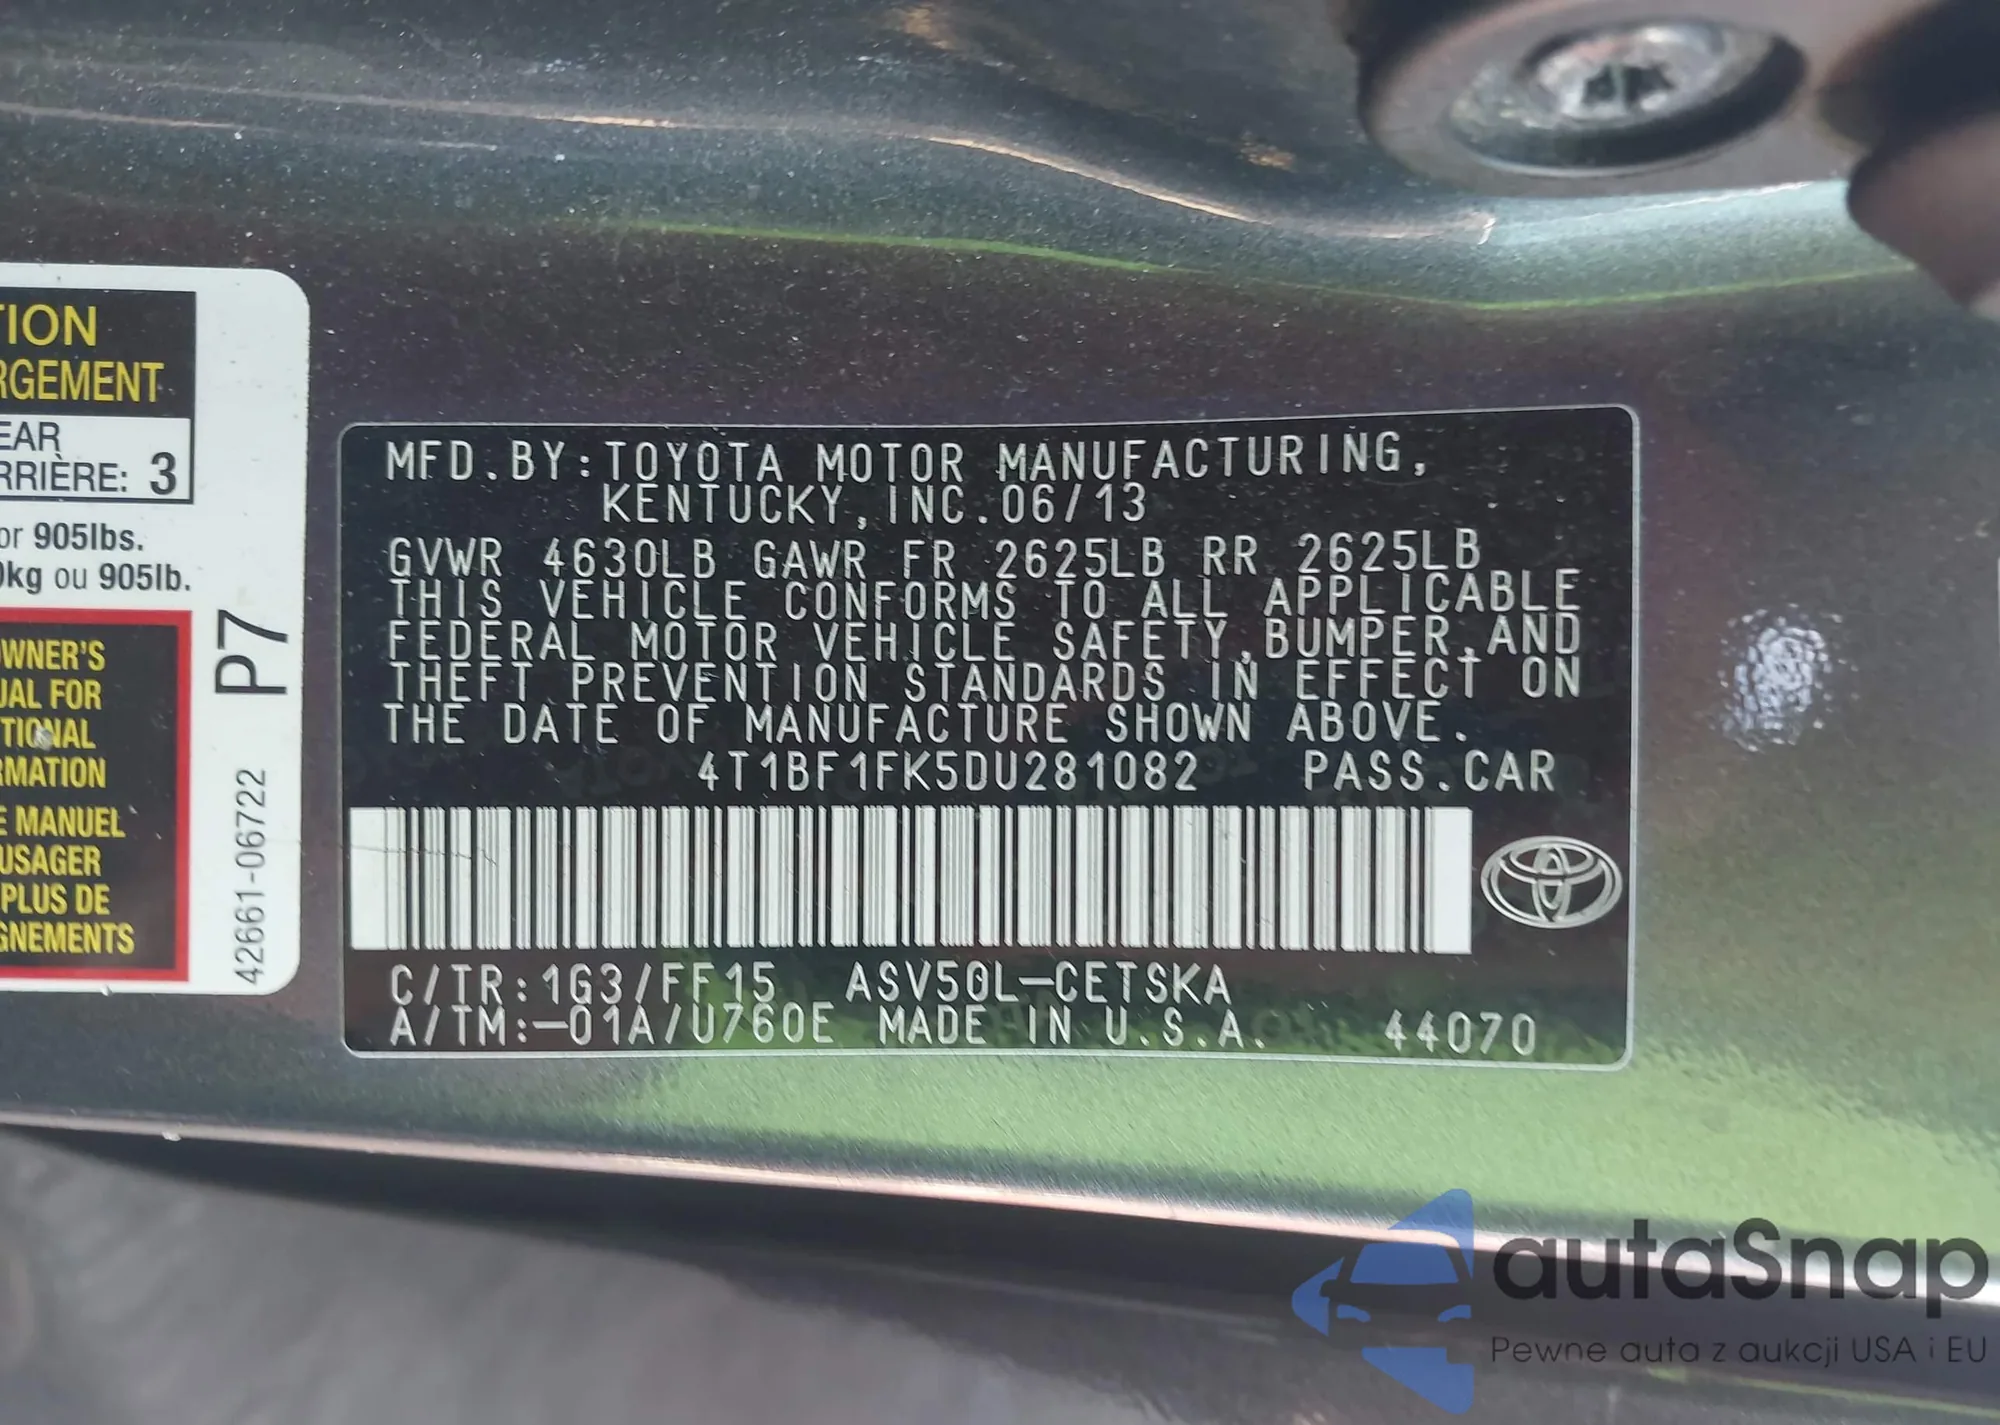 TION
RGEMENT
EAR
RRIÈRE: 3
or 905lbs.
0kg ou 905lb.
OWNER'S
UAL FOR
TIONAL
RMATION
E MANUEL
USAGER
PLUS DE
GNEMENTS
P7
42661-06722
MFD.BY:TOYOTA MOTOR MANUFACTURING,
KENTUCKY,INC.06/13
GVWR 4630LB GAWR FR 2625LB RR 2625LB
THIS VEHICLE CONFORMS TO ALL APPLICABLE
FEDERAL MOTOR VEHICLE SAFETY,BUMPER,AND
THEFT PREVENTION STANDARDS IN EFFECT ON
THE DATE OF MANUFACTURE SHOWN ABOVE.
4T1BF1FK5DU281082 PASS.CAR
C/TR:1G3/FF15 ASV50L-CETSKA
A/TM:-01A/U760E MADE IN U.S.A. 44070
autaSnap
Pewne auta z aukcji USA i EU